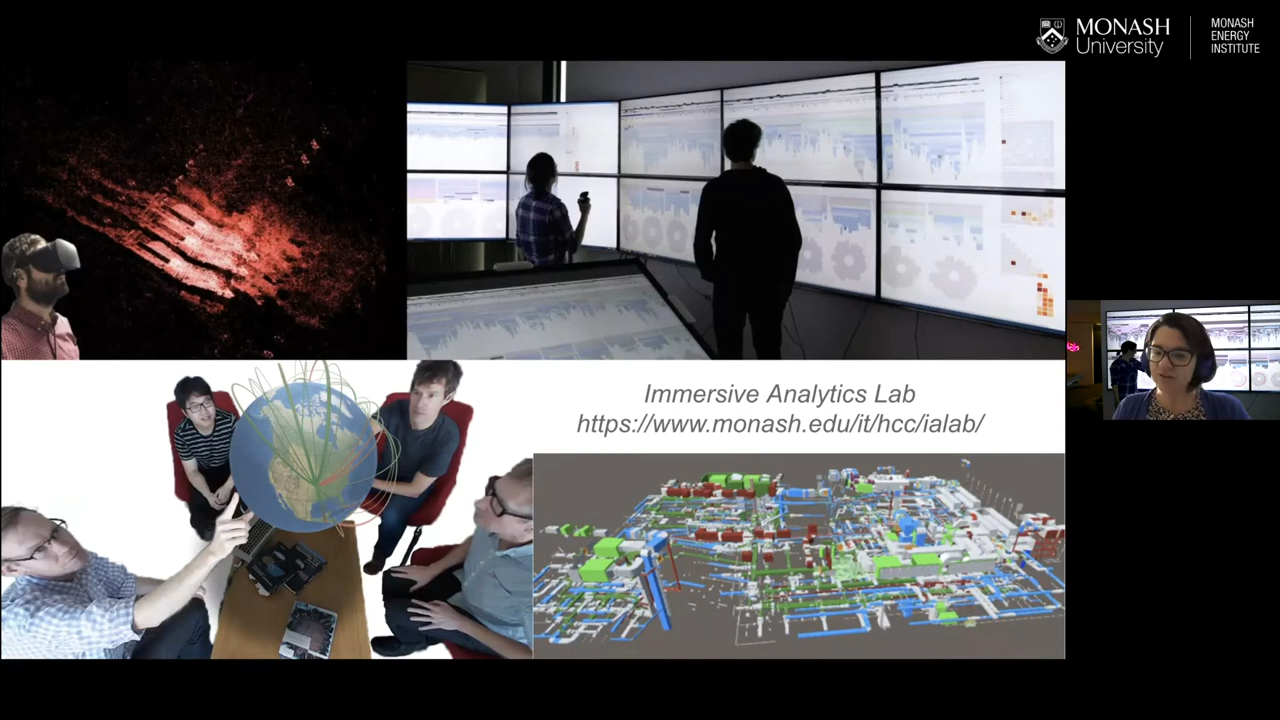 MONASH
University
MONASH
ENERGY
INSTITUTE
Immersive Analytics Lab
https://www.monash.edu/it/hcc/ialab/